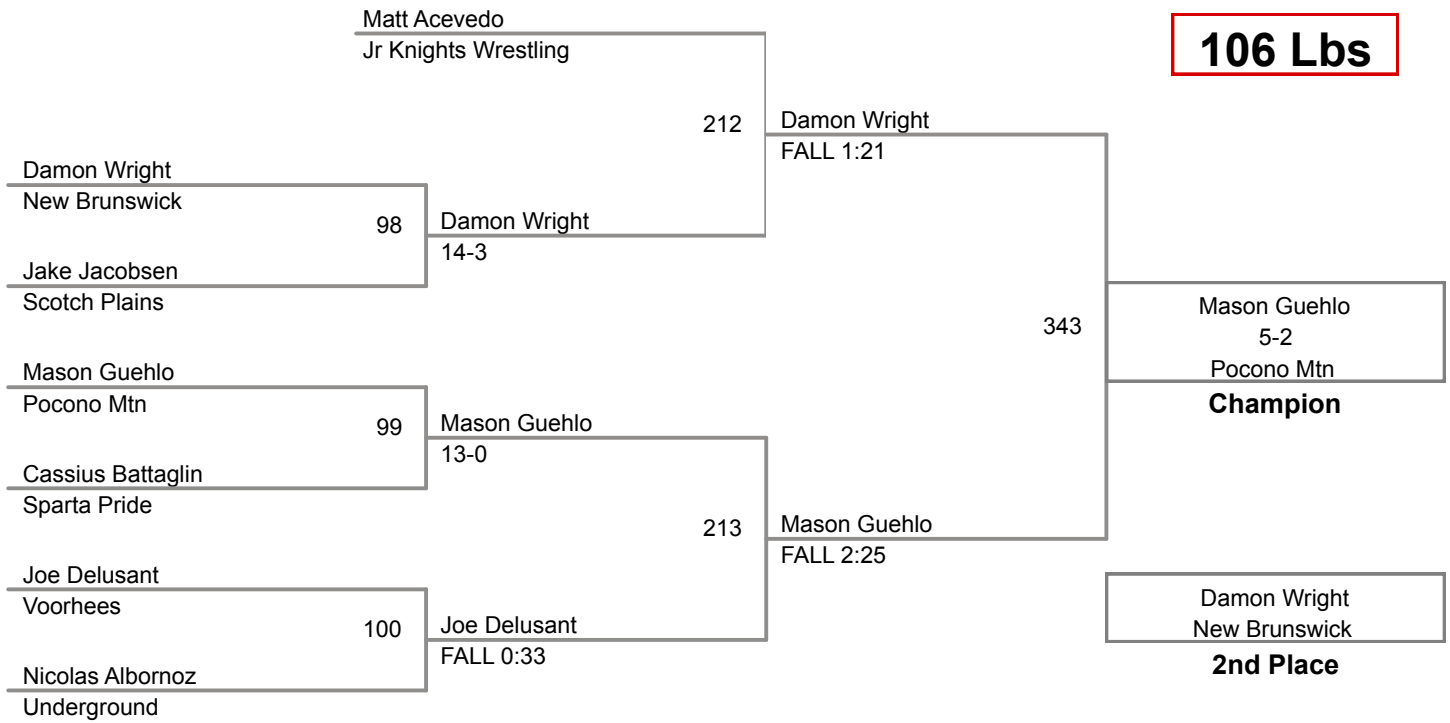 Matt Acevedo
Jr Knights Wrestling
106 Lbs
212
Damon Wright
FALL 1:21
Damon Wright
New Brunswick
98
Damon Wright
14-3
Jake Jacobsen
Scotch Plains
343
Mason Guehlo
5-2
Pocono Mtn
Champion
Mason Guehlo
Pocono Mtn
99
Mason Guehlo
13-0
Cassius Battaglin
Sparta Pride
213
Mason Guehlo
FALL 2:25
Joe Delusant
Voorhees
100
Joe Delusant
FALL 0:33
Damon Wright
New Brunswick
2nd Place
Nicolas Albornoz
Underground